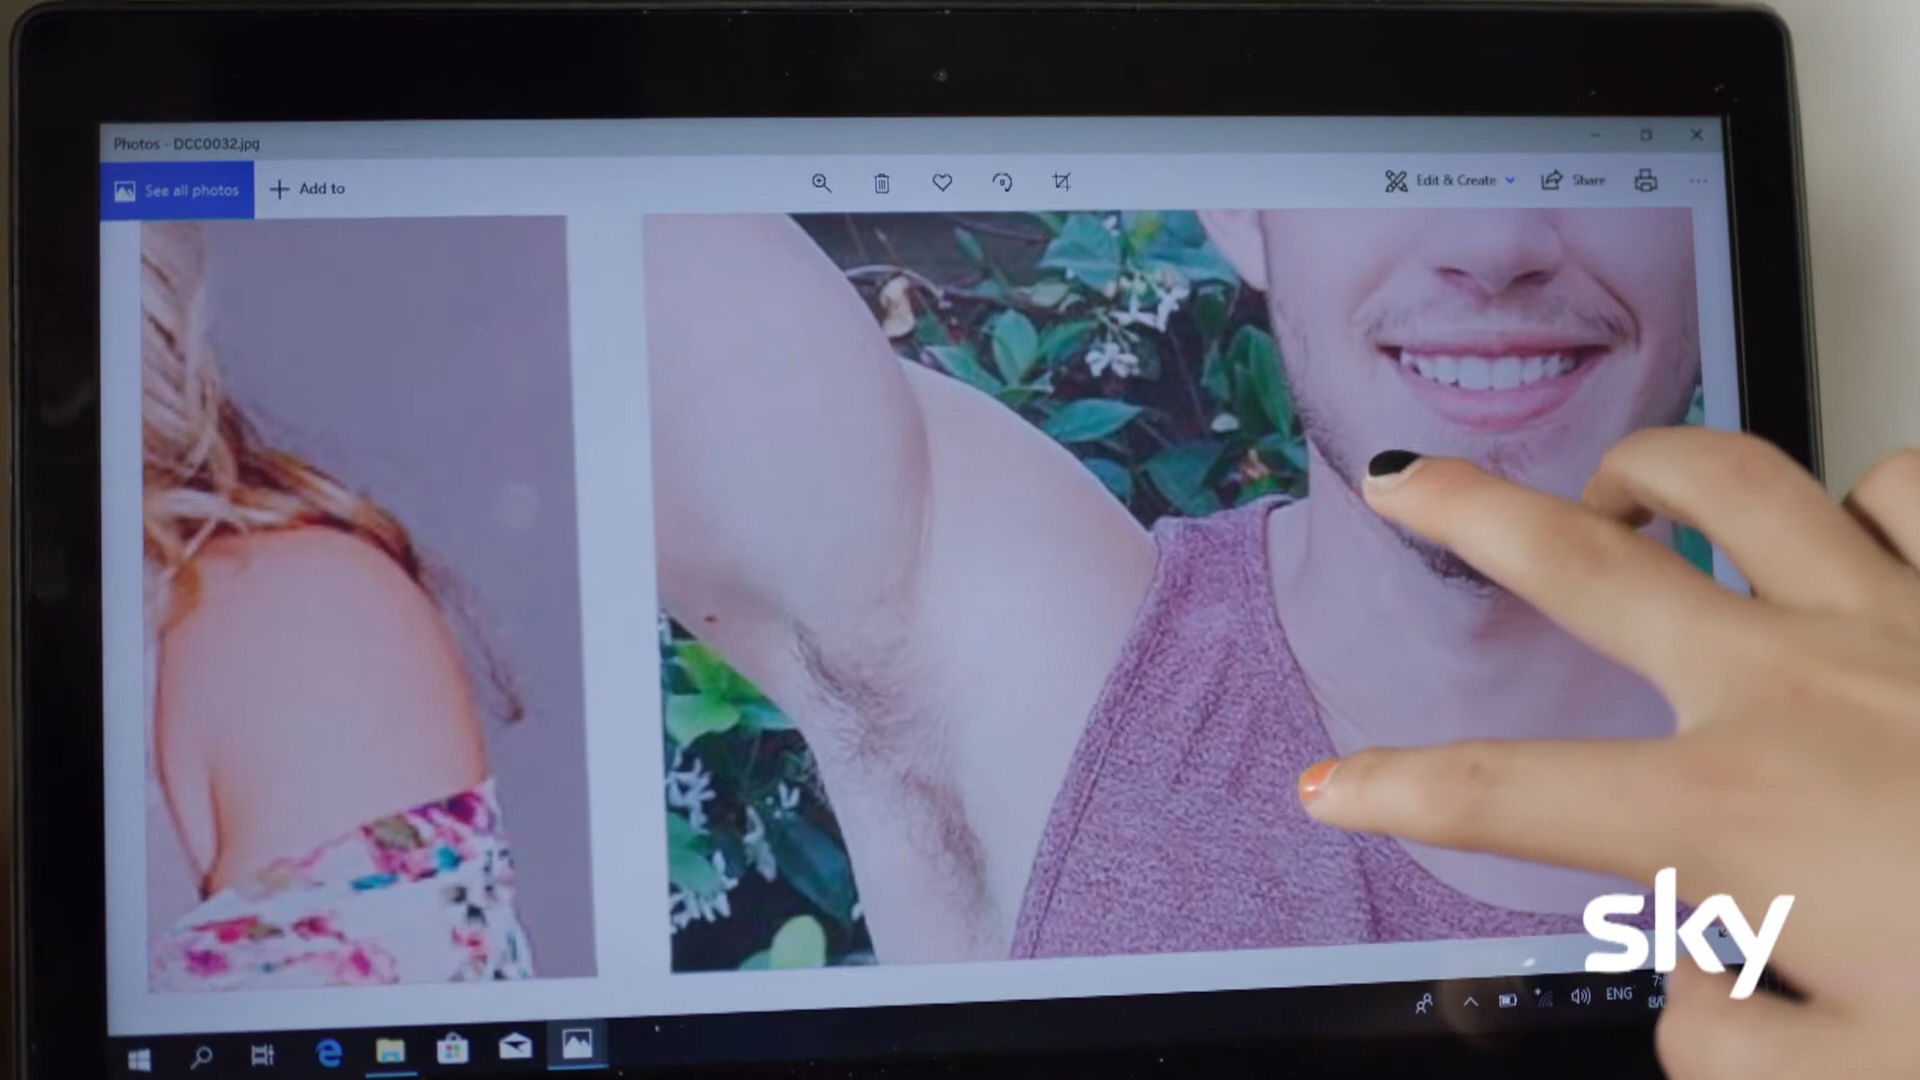 Photos - DCC0032.jpg
See all photos
Add to
Edit & Create
Share
ENG
sky